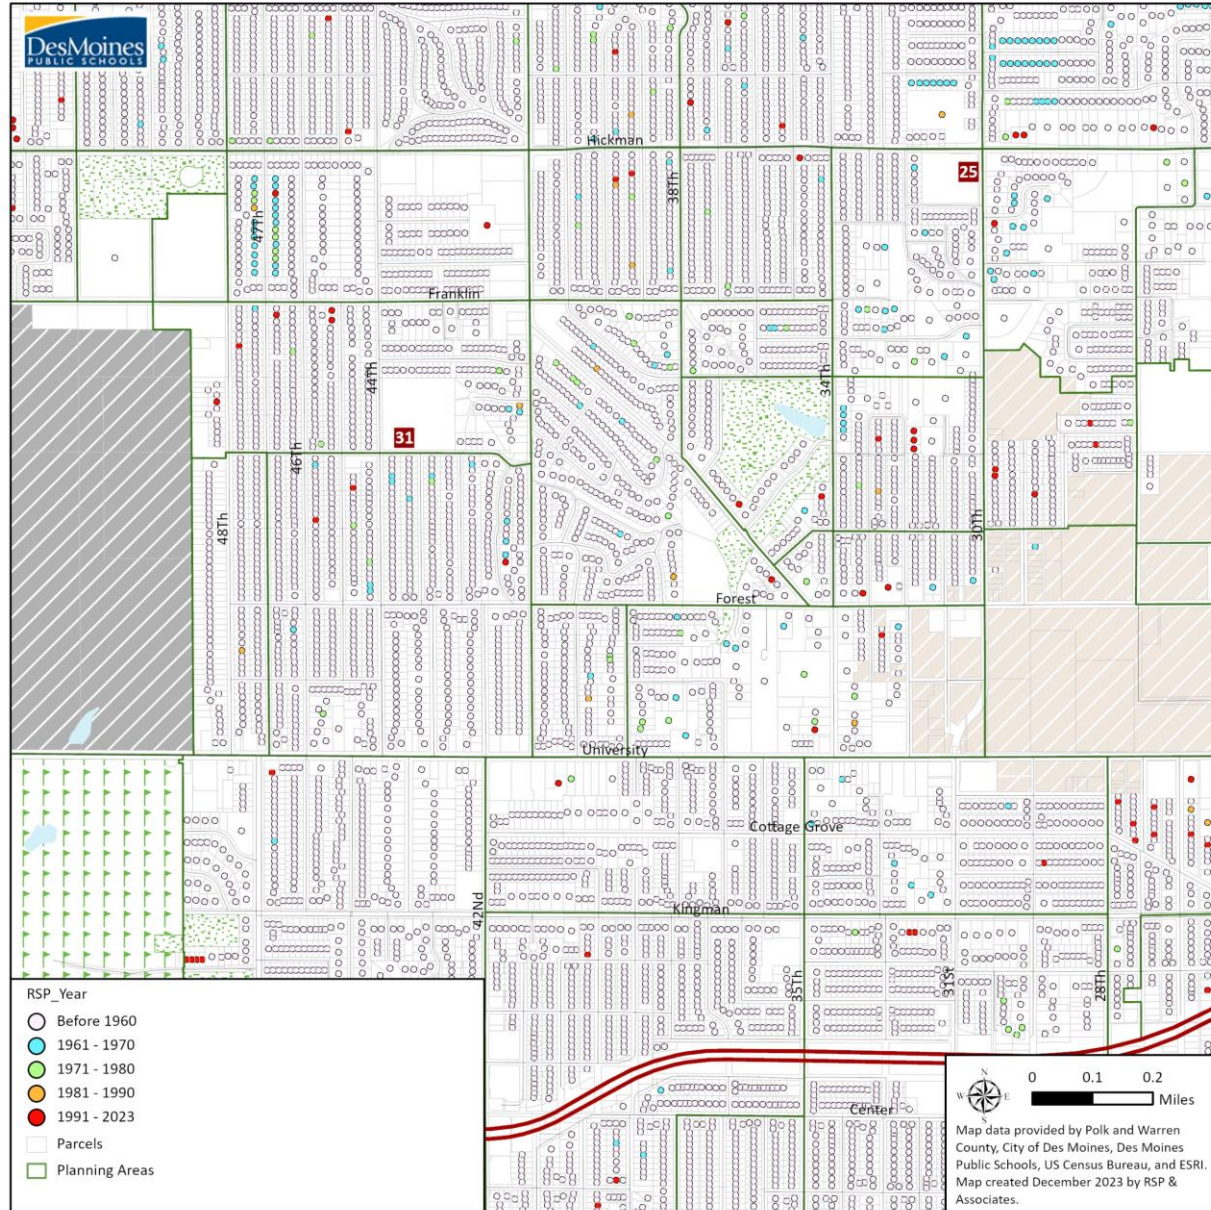 DesMoines
PUBLIC SCHOOLS
Hickman
25
38Th
47Th
Franklin
44Th
34Th
31
46Th
48Th
30Th
Forest
University
Cottage Grove
42Nd
Kingman
35Th
31St
28Th
Center
RSP_Year
Before 1960
1961 - 1970
1971 - 1980
1981 - 1990
1991 - 2023
Parcels
Planning Areas
N
W E
S
0 0.1 0.2
Miles
Map data provided by Polk and Warren
County, City of Des Moines, Des Moines
Public Schools, US Census Bureau, and ESRI.
Map created December 2023 by RSP &
Associates.